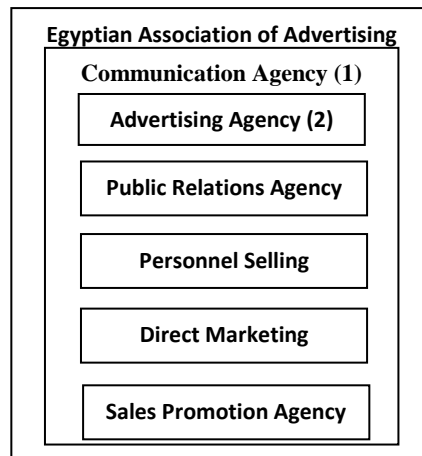 Egyptian Association of Advertising
Communication Agency (1)
Advertising Agency (2)
Public Relations Agency
Personnel Selling
Direct Marketing
Sales Promotion Agency